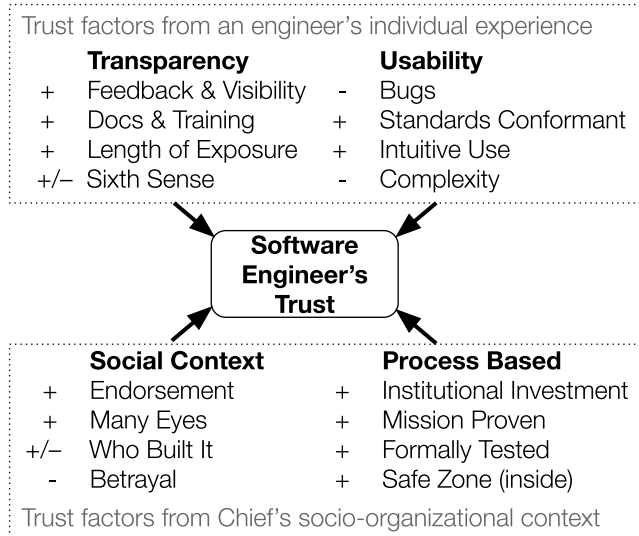 Trust factors from an engineer's individual experience
Transparency
+ Feedback & Visibility
+ Docs & Training
+ Length of Exposure
+/– Sixth Sense
Usability
- Bugs
+ Standards Conformant
+ Intuitive Use
- Complexity
Software
Engineer's
Trust
Social Context
+ Endorsement
+ Many Eyes
+/– Who Built It
- Betrayal
Process Based
+ Institutional Investment
+ Mission Proven
+ Formally Tested
+ Safe Zone (inside)
Trust factors from Chief's socio-organizational context